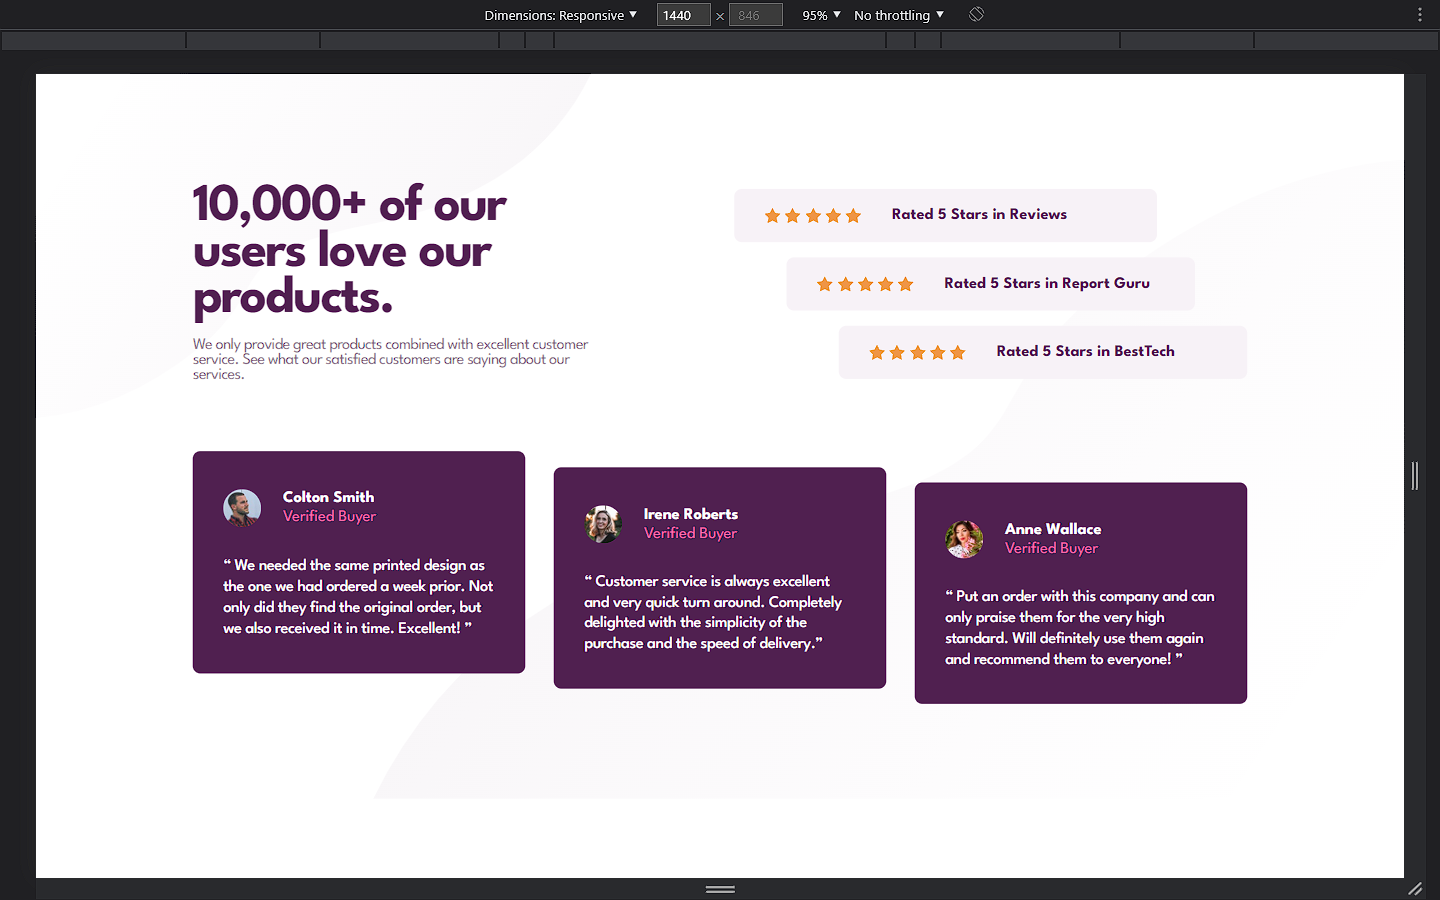 Dimensions: Responsive ▼ 1440 × 846 95% ▼ No throttling ▼
10,000+ of our
users love our
products.
We only provide great products combined with excellent customer
service. See what our satisfied customers are saying about our
services.
Rated 5 Stars in Reviews
Rated 5 Stars in Report Guru
Rated 5 Stars in BestTech
Colton Smith
Verified Buyer
“ We needed the same printed design as
the one we had ordered a week prior. Not
only did they find the original order, but
we also received it in time. Excellent! ”
Irene Roberts
Verified Buyer
“ Customer service is always excellent
and very quick turn around. Completely
delighted with the simplicity of the
purchase and the speed of delivery.”
Anne Wallace
Verified Buyer
“ Put an order with this company and can
only praise them for the very high
standard. Will definitely use them again
and recommend them to everyone! ”